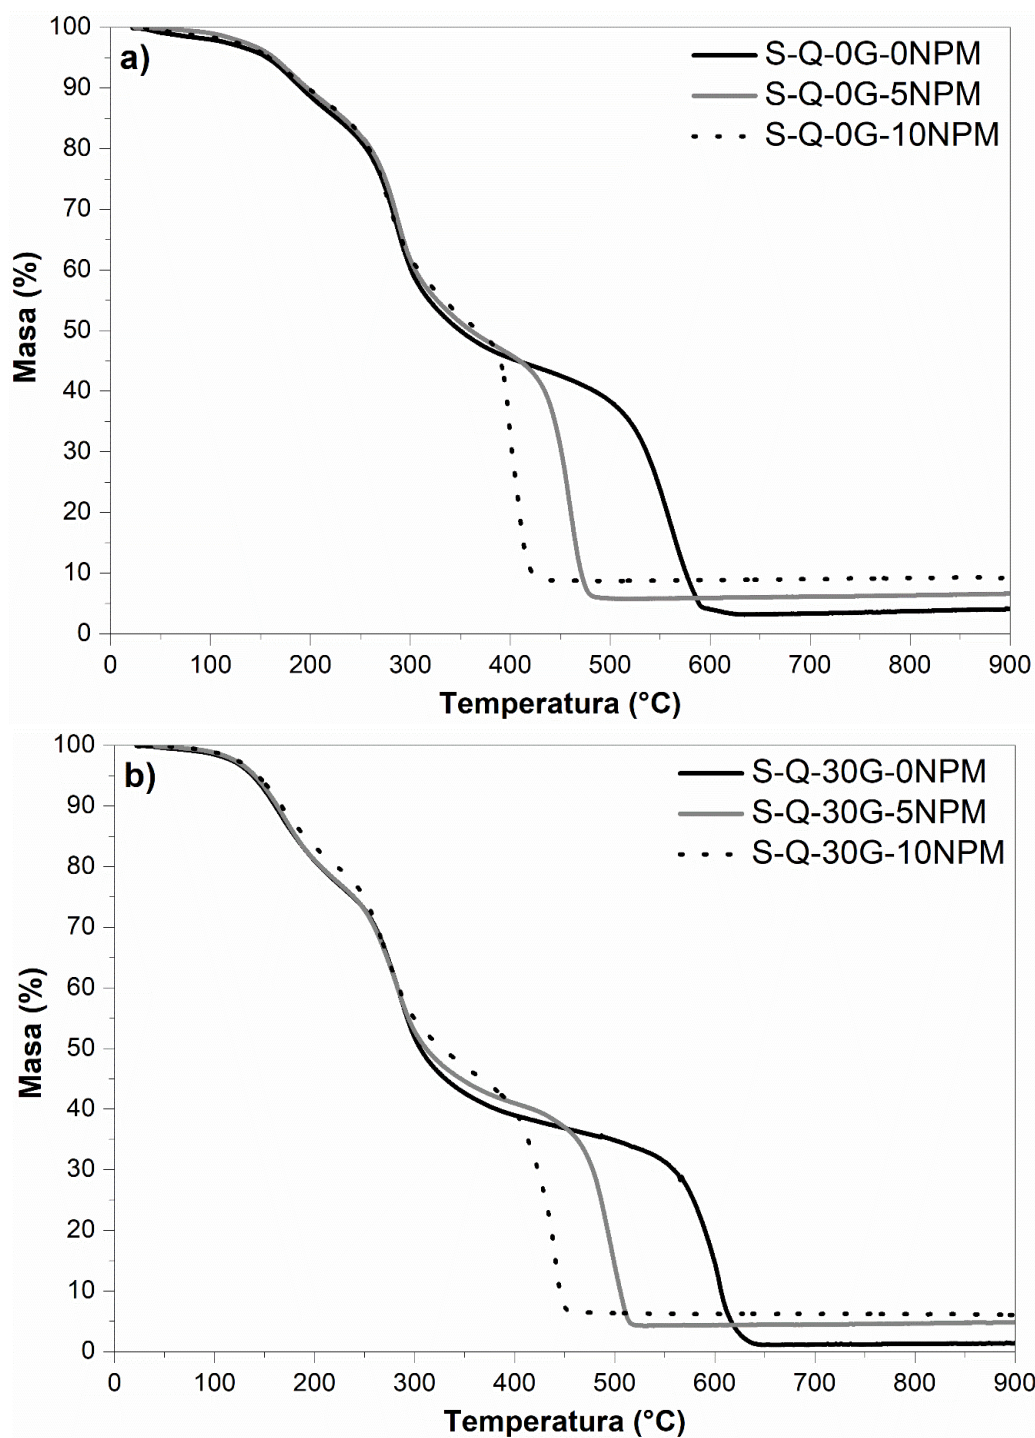 a)
S-Q-0G-0NPM
S-Q-0G-5NPM
S-Q-0G-10NPM
Masa (%)
100
90
80
70
60
50
40
30
20
10
0
0 100 200 300 400 500 600 700 800 900
Temperatura (°C)
b)
S-Q-30G-0NPM
S-Q-30G-5NPM
S-Q-30G-10NPM
Masa (%)
100
90
80
70
60
50
40
30
20
10
0
0 100 200 300 400 500 600 700 800 900
Temperatura (°C)